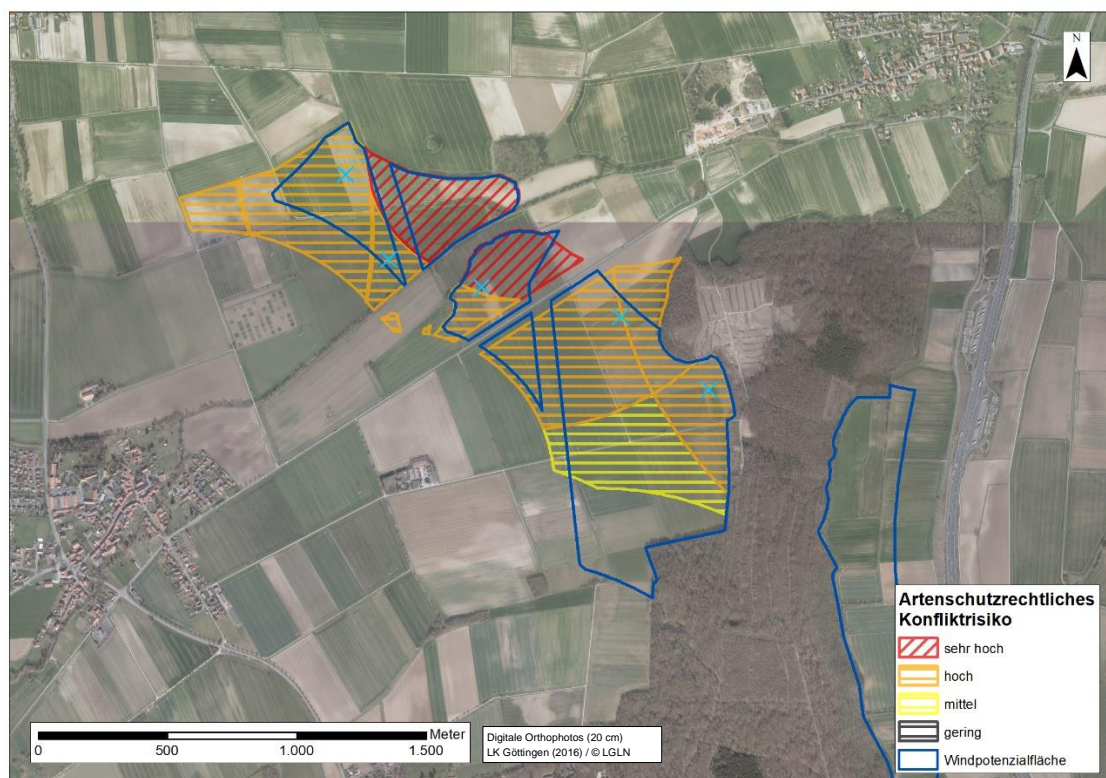 N
Artenschutzrechtliches
Konfliktrisiko
sehr hoch
hoch
mittel
gering
Windpotenzialfläche
Meter
0 500 1.000 1.500
Digitale Orthophotos (20 cm)
LK Göttingen (2016) / © LGLN